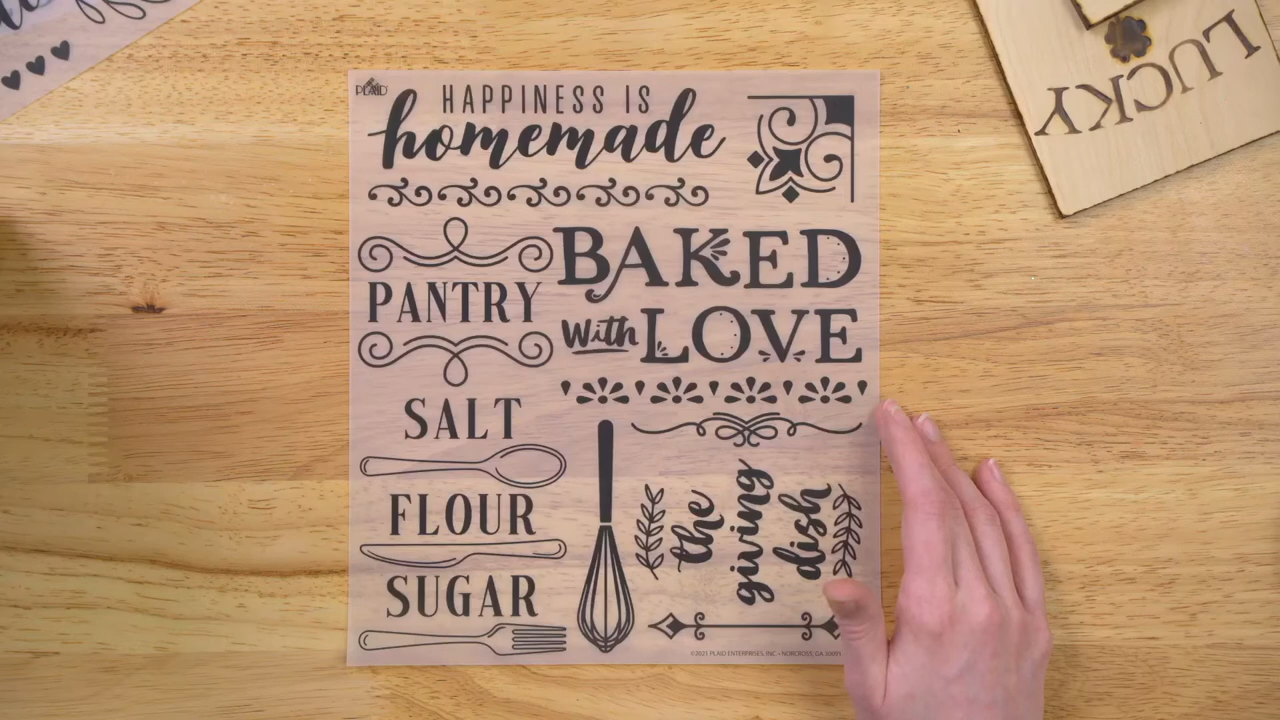 PLAID
HAPPINESS IS
homemade
PANTRY
BAKED
with LOVE
SALT
FLOUR
SUGAR
the
giving
dish
©2021 PLAID ENTERPRISES, INC. • NORCROSS, GA 30091
LUCKY